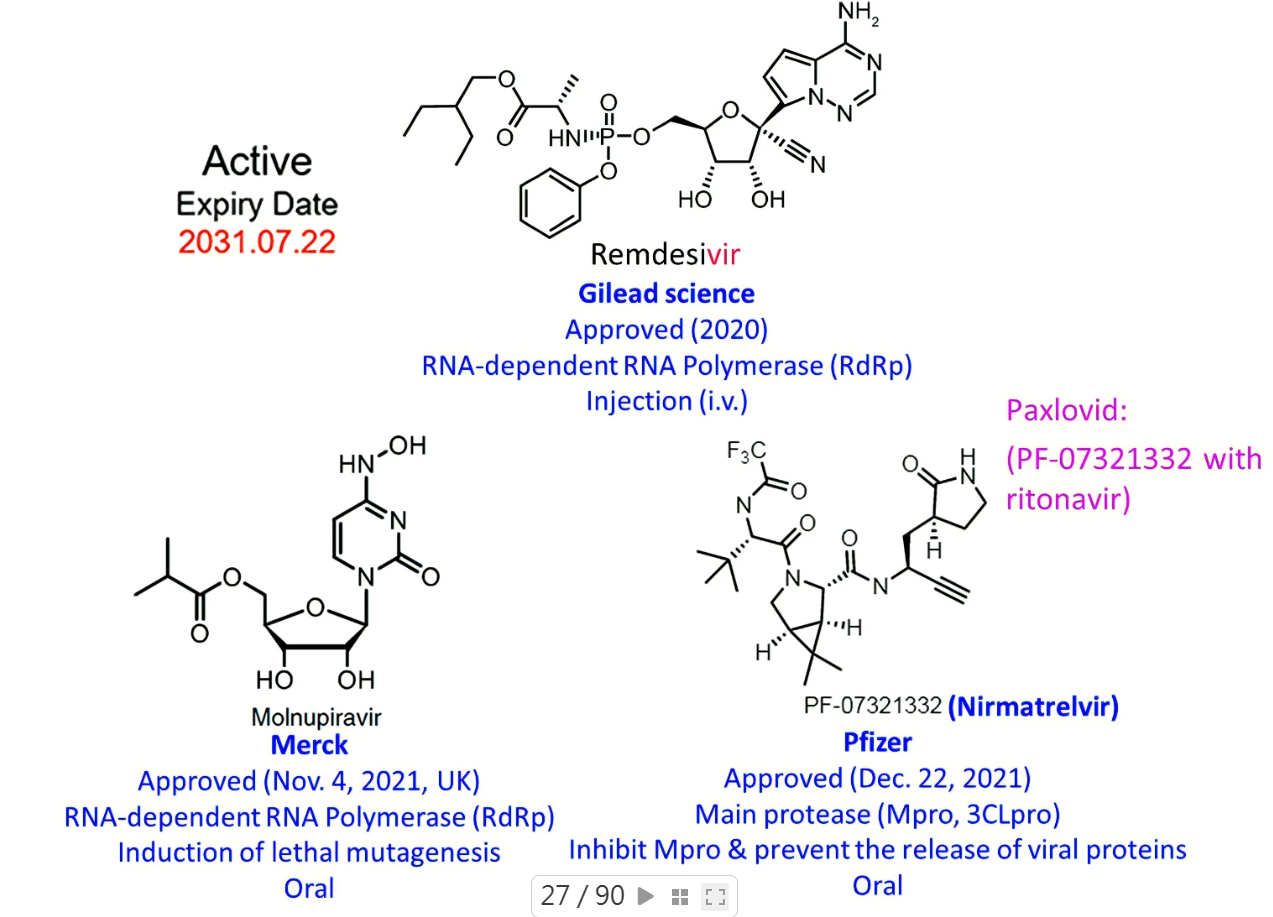 NH2
N
N
N
O
O
HN
P
O
O
O
O
N
HO
OH
Active
Expiry Date
2031.07.22
Remdesivir
Gilead science
Approved (2020)
RNA-dependent RNA Polymerase (RdRp)
Injection (i.v.)
Paxlovid:
(PF-07321332 with
ritonavir)
HN
OH
N
N
O
O
O
O
HO
OH
Molnupiravir
Merck
Approved (Nov. 4, 2021, UK)
RNA-dependent RNA Polymerase (RdRp)
Induction of lethal mutagenesis
Oral
F3C
O
N
O
O
N
N
O
H
N
H
H
H
PF-07321332 (Nirmatrelvir)
Pfizer
Approved (Dec. 22, 2021)
Main protease (Mpro, 3CLpro)
Inhibit Mpro & prevent the release of viral proteins
Oral
27 / 90